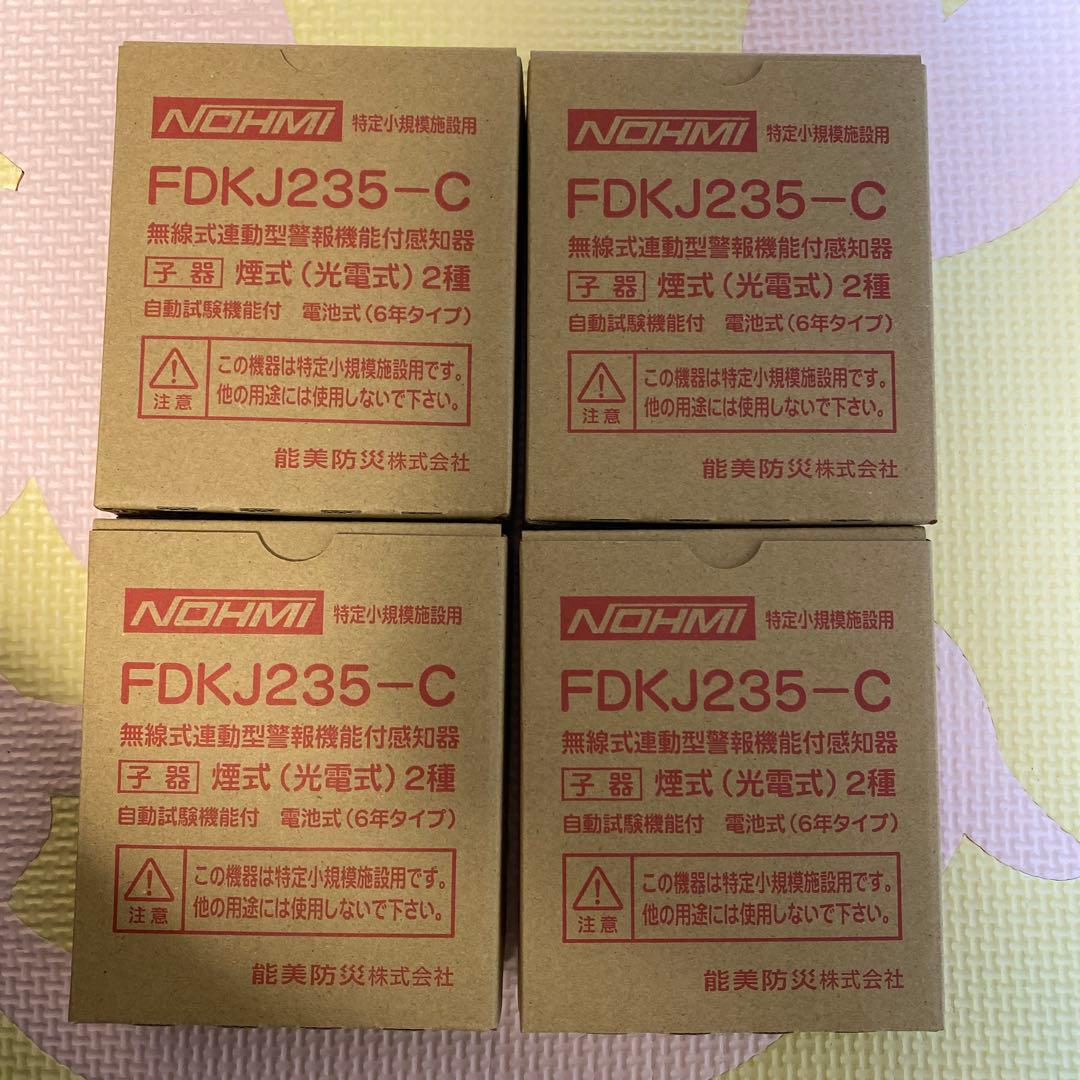 NOHMI 特定小規模施設用
FDKJ235-C
無線式連動型警報機能付感知器
子器 煙式(光電式)2種
自動試験機能付 電池式(6年タイプ)
注意
この機器は特定小規模施設用です。
他の用途には使用しないで下さい。
能美防災株式会社
NOHMI 特定小規模施設用
FDKJ235-C
無線式連動型警報機能付感知器
子器 煙式(光電式)2種
自動試験機能付 電池式(6年タイプ)
注意
この機器は特定小規模施設用です。
他の用途には使用しないで下さい。
能美防災株式会社
NOHMI 特定小規模施設用
FDKJ235-C
無線式連動型警報機能付感知器
子器 煙式(光電式)2種
自動試験機能付 電池式(6年タイプ)
注意
この機器は特定小規模施設用です。
他の用途には使用しないで下さい。
能美防災株式会社
NOHMI 特定小規模施設用
FDKJ235-C
無線式連動型警報機能付感知器
子器 煙式(光電式)2種
自動試験機能付 電池式(6年タイプ)
注意
この機器は特定小規模施設用です。
他の用途には使用しないで下さい。
能美防災株式会社